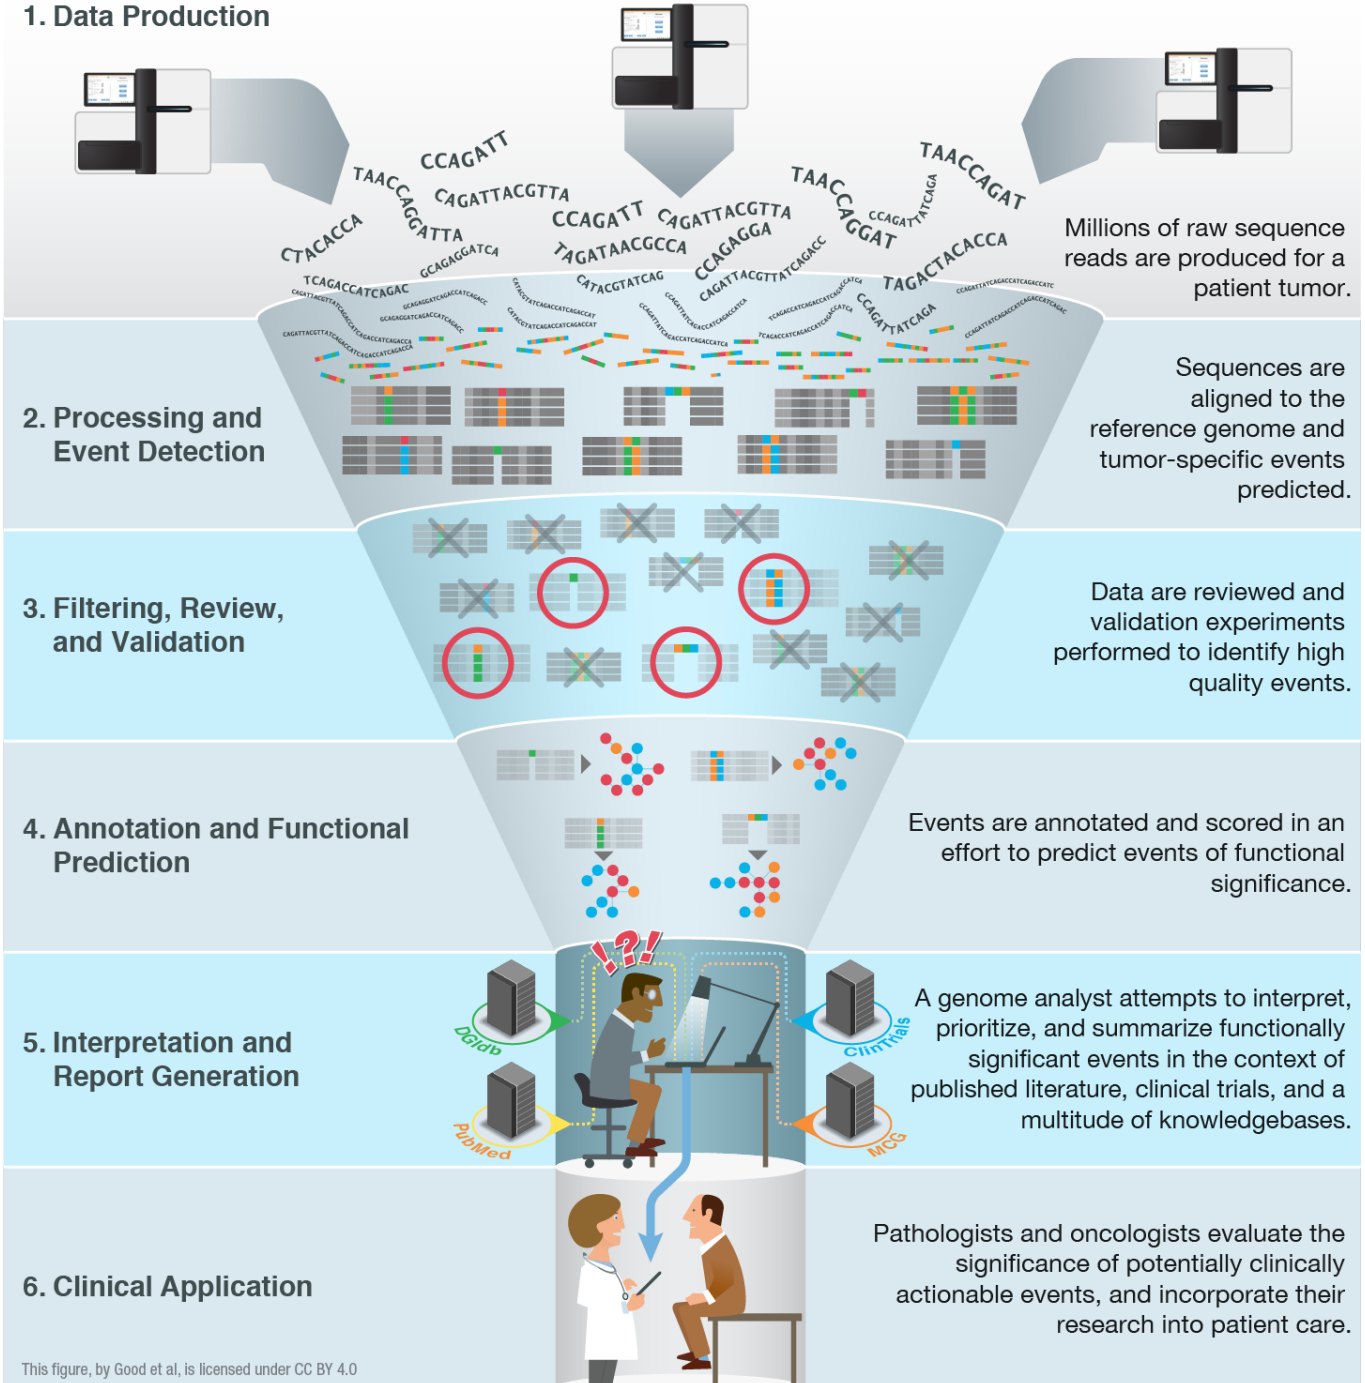 1. Data Production
CCAGATT
TAACCAGGATTA
CAGATTACGTTA
CTACACCA
GCAGAGGATCA
TCAGACCATCAGAC
CCAGATT
CAGATTACGTTA
TAGATAACGCCA
CCAGAGGA
CATACGTATCAG
CAGATTACGTTATCAGACC
TAACCAGGAT
CCAGATTATCAGA
TAACCAGAT
TAGACTACACCA
CCAGATTATCAGA
Millions of raw sequence
reads are produced for a
patient tumor.
2. Processing and
Event Detection
Sequences are
aligned to the
reference genome and
tumor-specific events
predicted.
3. Filtering, Review,
and Validation
Data are reviewed and
validation experiments
performed to identify high
quality events.
4. Annotation and Functional
Prediction
Events are annotated and scored in an
effort to predict events of functional
significance.
5. Interpretation and
Report Generation
!?!
DGIdb
PubMed
ClinTrials
MCG
A genome analyst attempts to interpret,
prioritize, and summarize functionally
significant events in the context of
published literature, clinical trials, and a
multitude of knowledgebases.
6. Clinical Application
Pathologists and oncologists evaluate the
significance of potentially clinically
actionable events, and incorporate their
research into patient care.
This figure, by Good et al, is licensed under CC BY 4.0